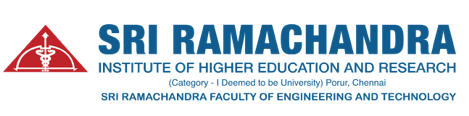 SRI RAMACHANDRA
INSTITUTE OF HIGHER EDUCATION AND RESEARCH
(Category - I Deemed to be University) Porur, Chennai
SRI RAMACHANDRA FACULTY OF ENGINEERING AND TECHNOLOGY